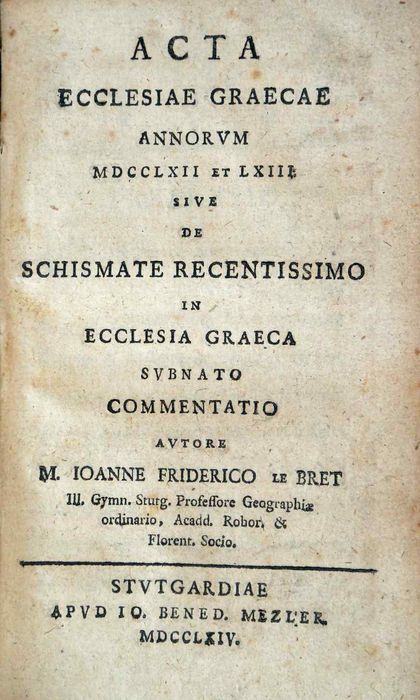 ACTA
ECCLESIAE GRAECAE
ANNORVM
MDCCLXII ET LXIII
SIVE
DE
SCHISMATE RECENTISSIMO
IN
ECCLESIA GRAECA
SVBNATO
COMMENTATIO
AVTORE
M. IOANNE FRIDERICO LE BRET
Ill. Gymn. Stutg. Professore Geographiæ
ordinario, Acadd. Robor. &
Florent. Socio.
STVTGARDIAE
APVD IO. BENED. MEZLER.
MDCCLXIV.